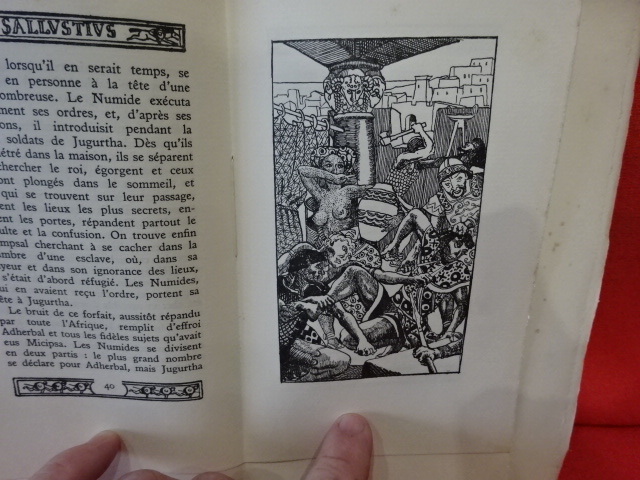 SALLVSTIVS
lorsqu'il en serait temps, se
en personne à la tête d'une
ombreuse. Le Numide exécuta
ment ses ordres, et, d'après ses
ons, il introduisit pendant la
soldats de Jugurtha. Dès qu'ils
étré dans la maison, ils se séparent
chercher le roi, égorgent et ceux
ont plongés dans le sommeil, et
qui se trouvent sur leur passage,
ent les lieux les plus secrets, en-
ent les portes, répandent partout le
ulte et la confusion. On trouve enfin
mpsal cherchant à se cacher dans la
mbre d'une esclave, où, dans sa
yeur et dans son ignorance des lieux,
s'était d'abord réfugié. Les Numides,
ui en avaient reçu l'ordre, portent sa
ête à Jugurtha.
Le bruit de ce forfait, aussitôt répandu
par toute l'Afrique, remplit d'effroi
Adherbal et tous les fidèles sujets qu'avait
eus Micipsa. Les Numides se divisent
en deux partis : le plus grand nombre
se déclare pour Adherbal, mais Jugurtha
40